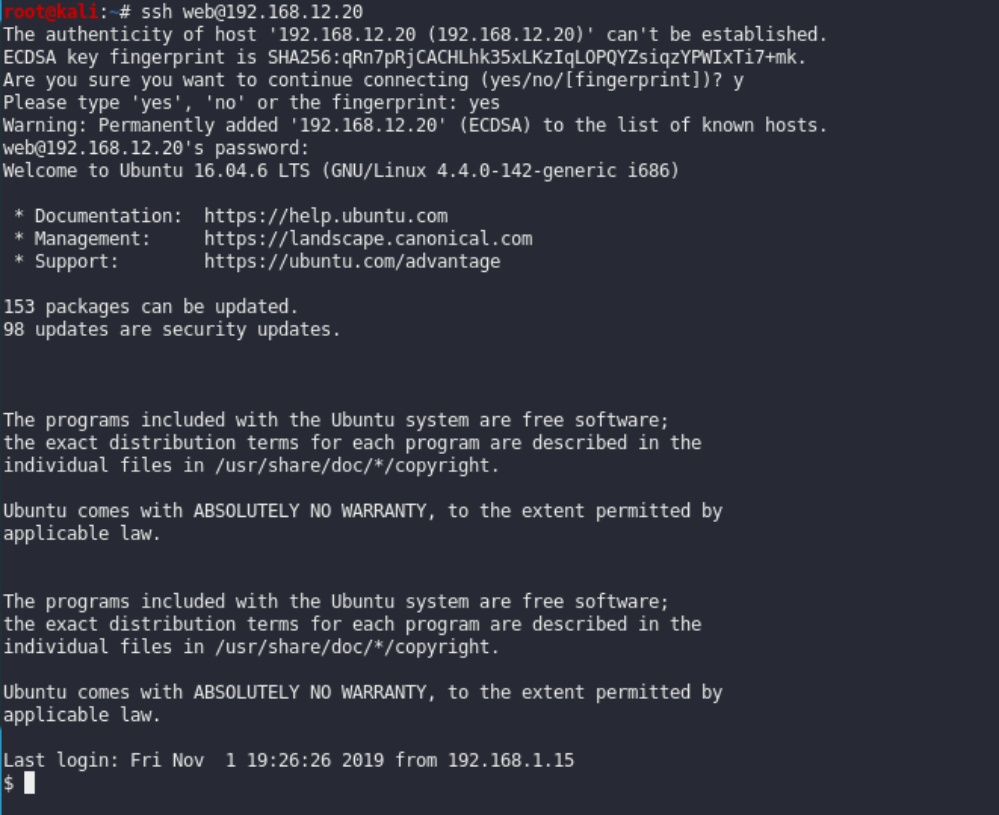 root@kali:~# ssh web@192.168.12.20
The authenticity of host '192.168.12.20 (192.168.12.20)' can't be established.
ECDSA key fingerprint is SHA256:qRn7pRjCACHLhk35xLKzIqLOPQYZsiqzYPWIxTi7+mk.
Are you sure you want to continue connecting (yes/no/[fingerprint])? y
Please type 'yes', 'no' or the fingerprint: yes
Warning: Permanently added '192.168.12.20' (ECDSA) to the list of known hosts.
web@192.168.12.20's password:
Welcome to Ubuntu 16.04.6 LTS (GNU/Linux 4.4.0-142-generic i686)
* Documentation:  https://help.ubuntu.com
* Management:     https://landscape.canonical.com
* Support:        https://ubuntu.com/advantage
153 packages can be updated.
98 updates are security updates.
The programs included with the Ubuntu system are free software;
the exact distribution terms for each program are described in the
individual files in /usr/share/doc/*/copyright.
Ubuntu comes with ABSOLUTELY NO WARRANTY, to the extent permitted by
applicable law.
The programs included with the Ubuntu system are free software;
the exact distribution terms for each program are described in the
individual files in /usr/share/doc/*/copyright.
Ubuntu comes with ABSOLUTELY NO WARRANTY, to the extent permitted by
applicable law.
Last login: Fri Nov  1 19:26:26 2019 from 192.168.1.15
$